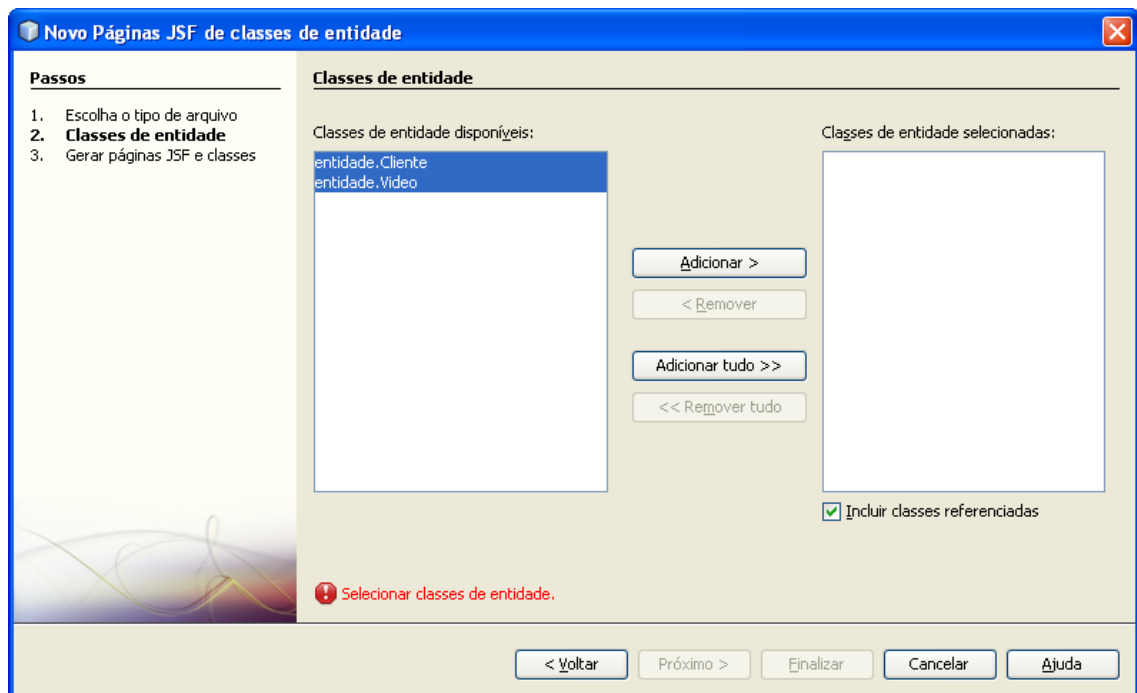 Novo Páginas JSF de classes de entidade
Passos
1. Escolha o tipo de arquivo
2. Classes de entidade
3. Gerar páginas JSF e classes
Classes de entidade
Classes de entidade disponíveis:
entidade.Cliente
entidade.Video
Adicionar >
< Remover
Adicionar tudo >>
<< Remover tudo
Classes de entidade selecionadas:
Incluir classes referenciadas
Selecionar classes de entidade.
< Voltar
Próximo >
Finalizar
Cancelar
Ajuda